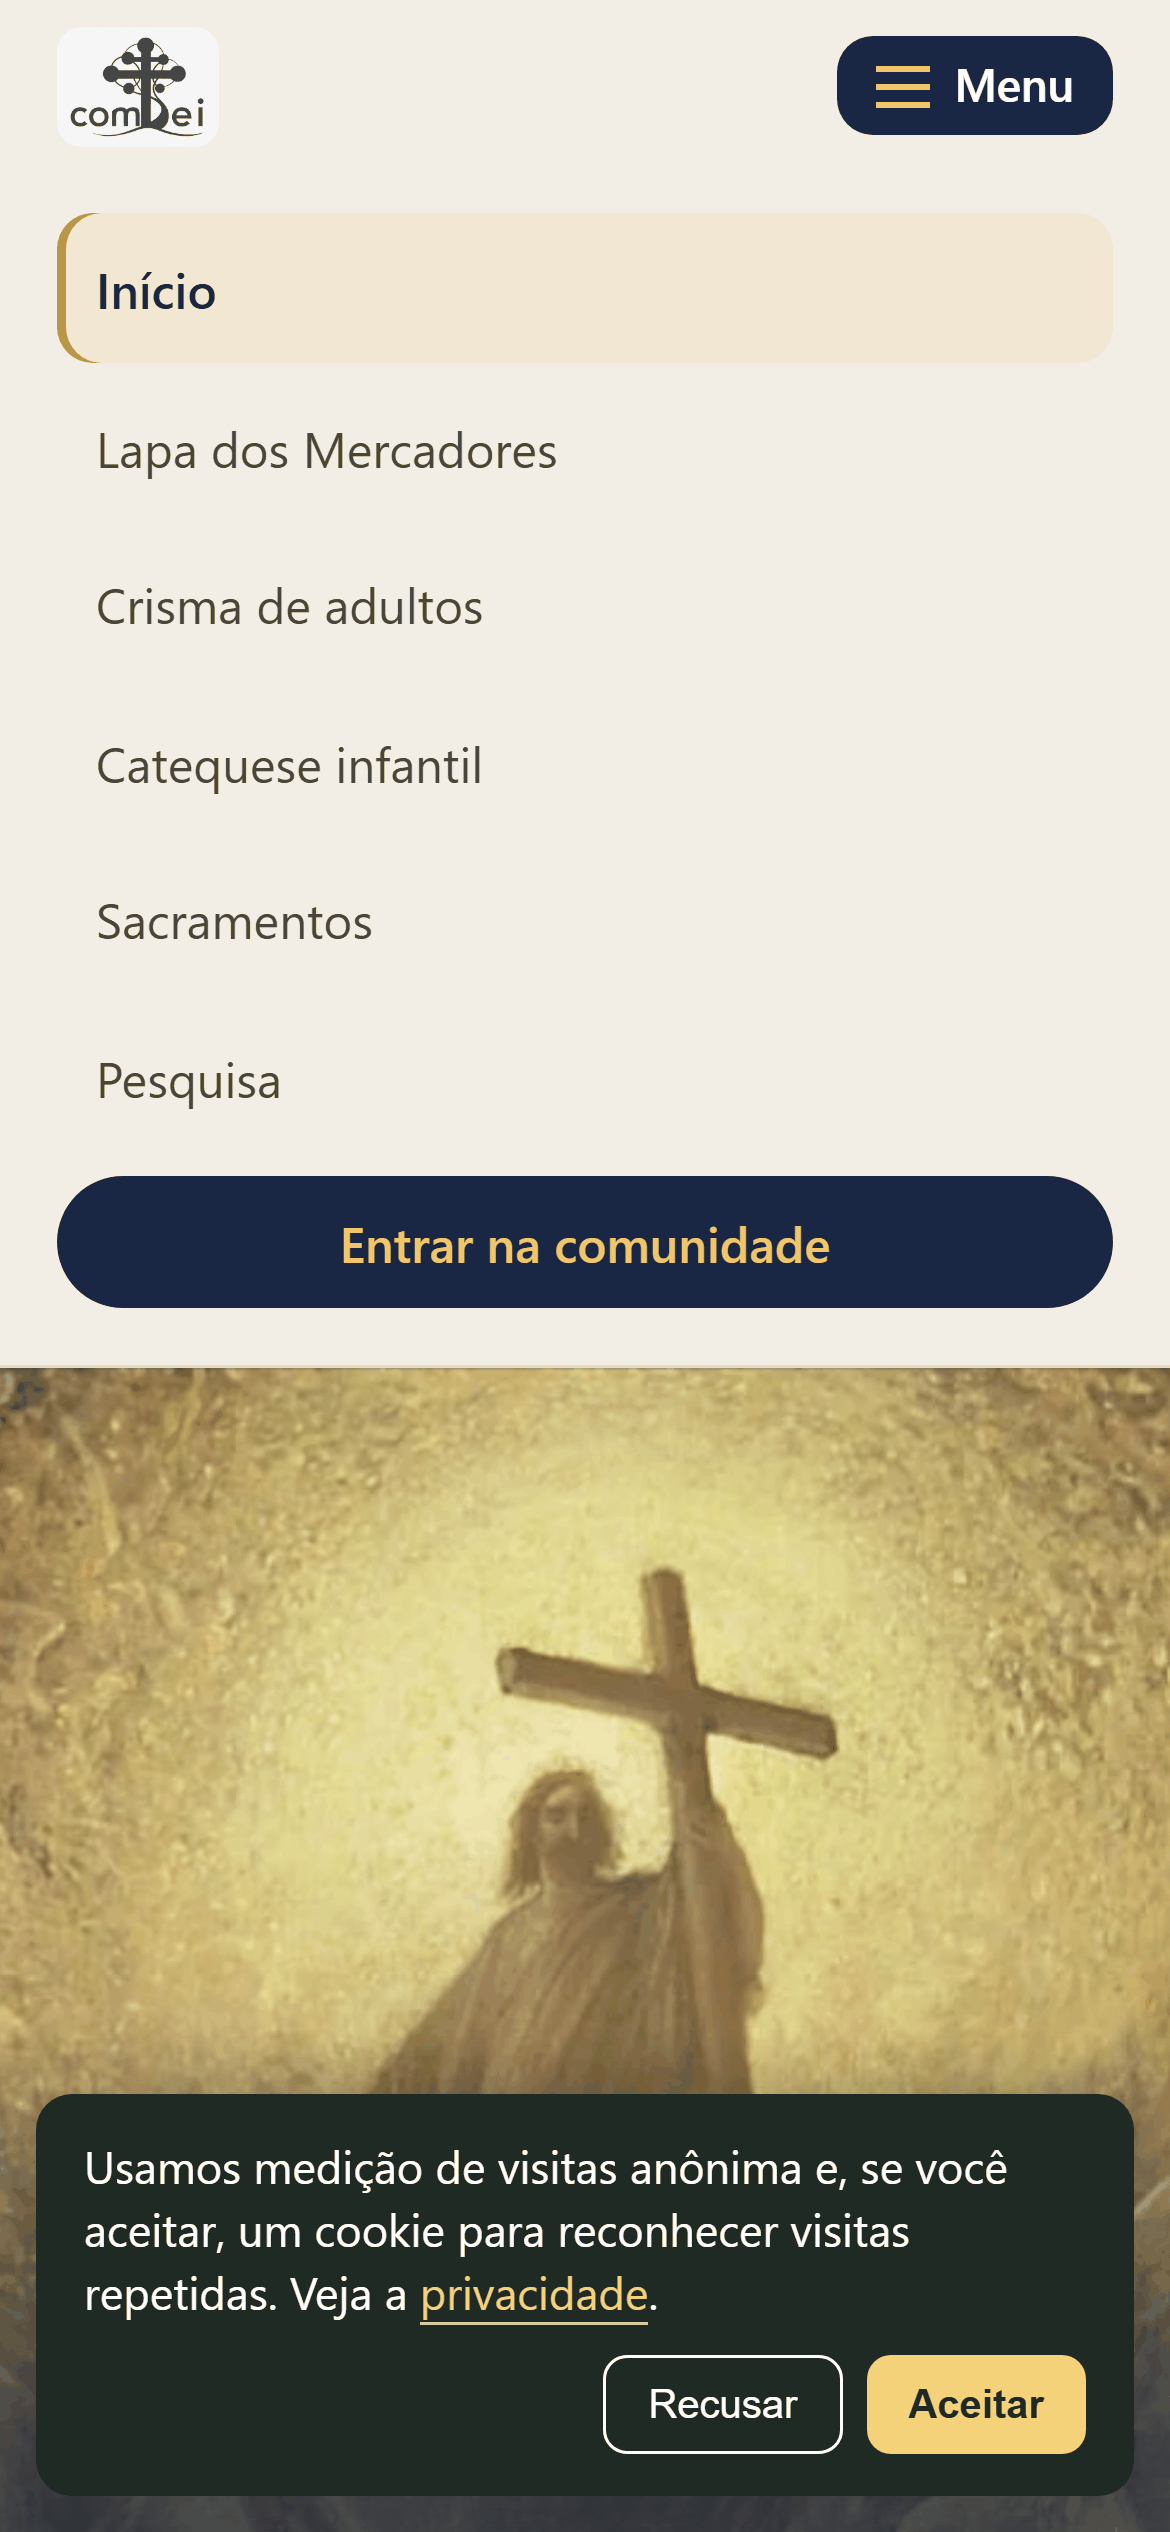 comDei
Menu
Início
Lapa dos Mercadores
Crisma de adultos
Catequese infantil
Sacramentos
Pesquisa
Entrar na comunidade
Usamos medição de visitas anônima e, se você
aceitar, um cookie para reconhecer visitas
repetidas. Veja a privacidade.
Recusar
Aceitar